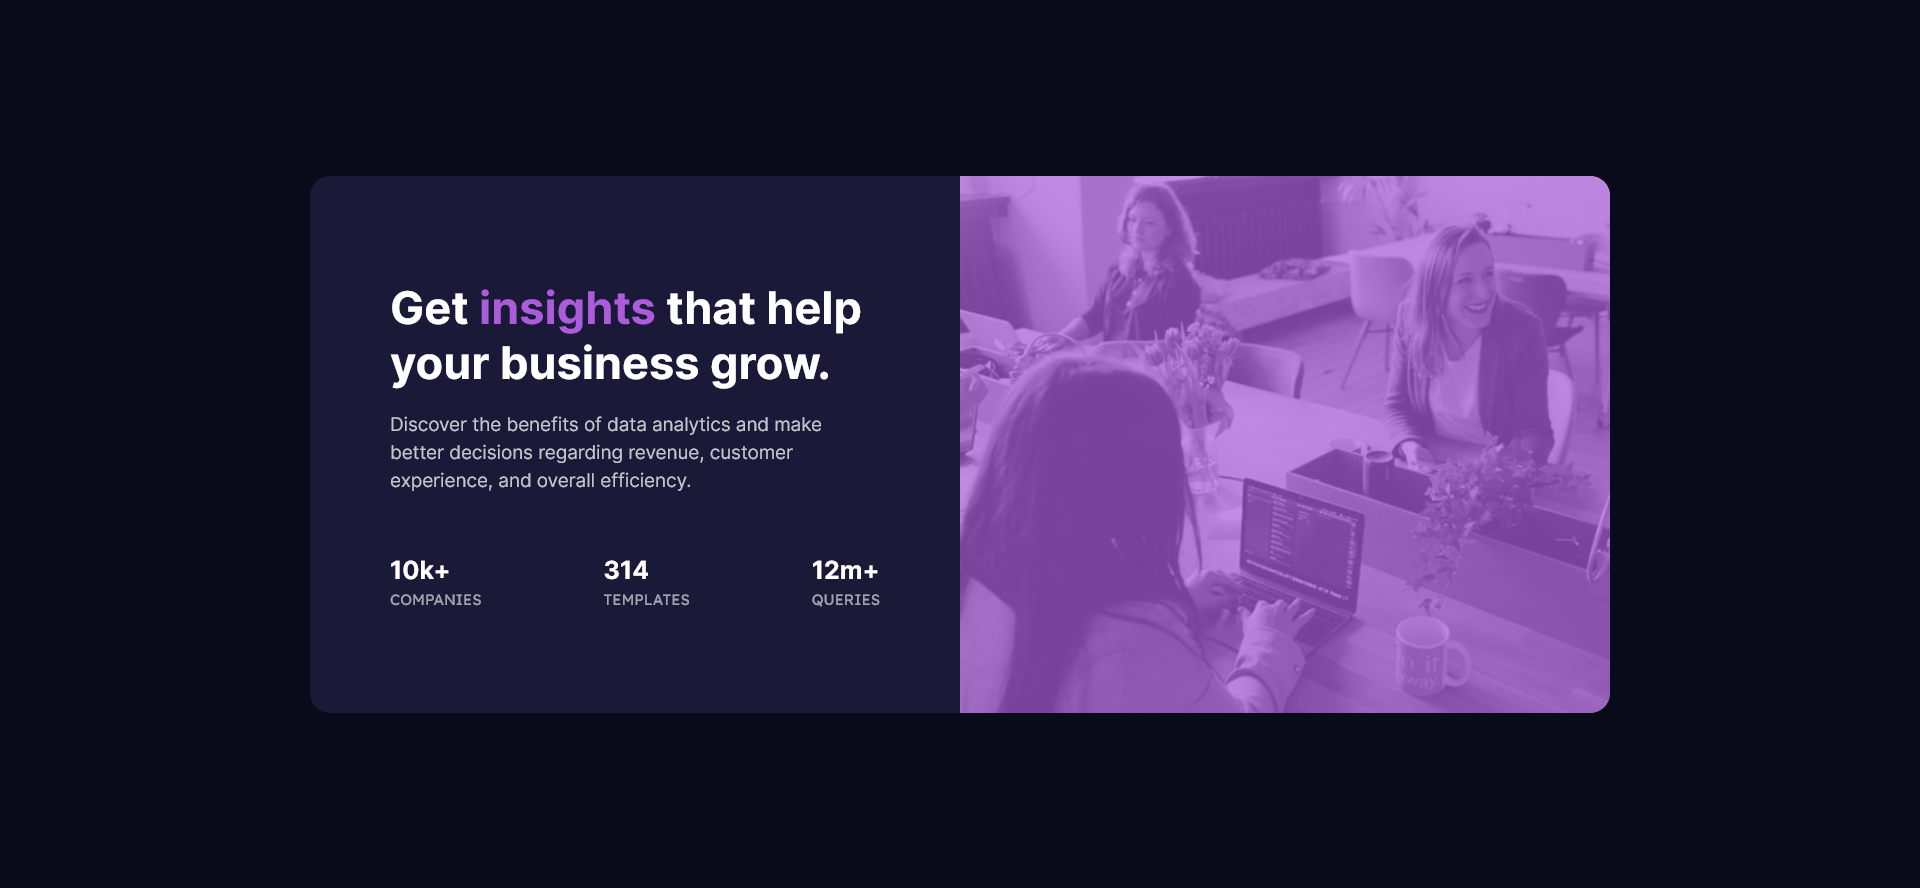 Get insights that help
your business grow.
Discover the benefits of data analytics and make
better decisions regarding revenue, customer
experience, and overall efficiency.
10k+ 314 12m+
COMPANIES TEMPLATES QUERIES